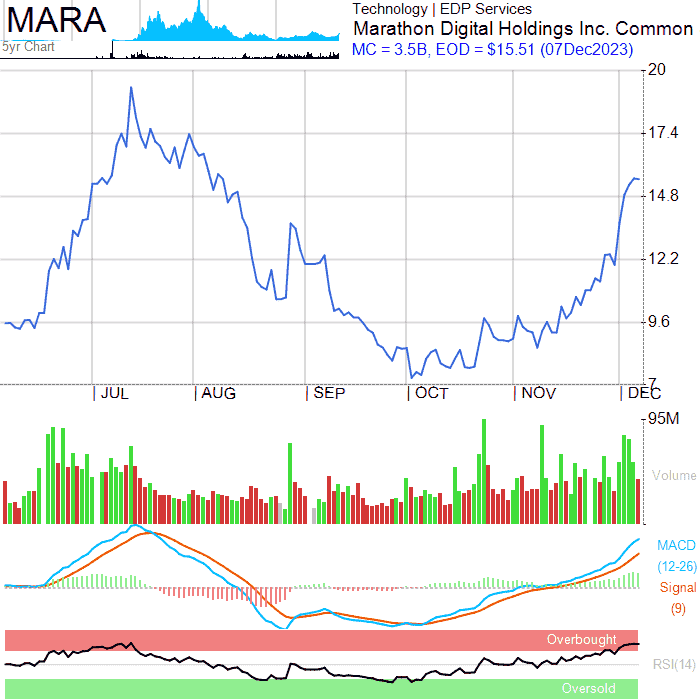 MARA
5yr Chart
Technology | EDP Services
Marathon Digital Holdings Inc. Common
MC = 3.5B, EOD = $15.51 (07Dec2023)
20
17.4
14.8
12.2
9.6
7
JUL AUG SEP OCT NOV DEC
95M
Volume
MACD
(12-26)
Signal
(9)
Overbought
RSI(14)
Oversold